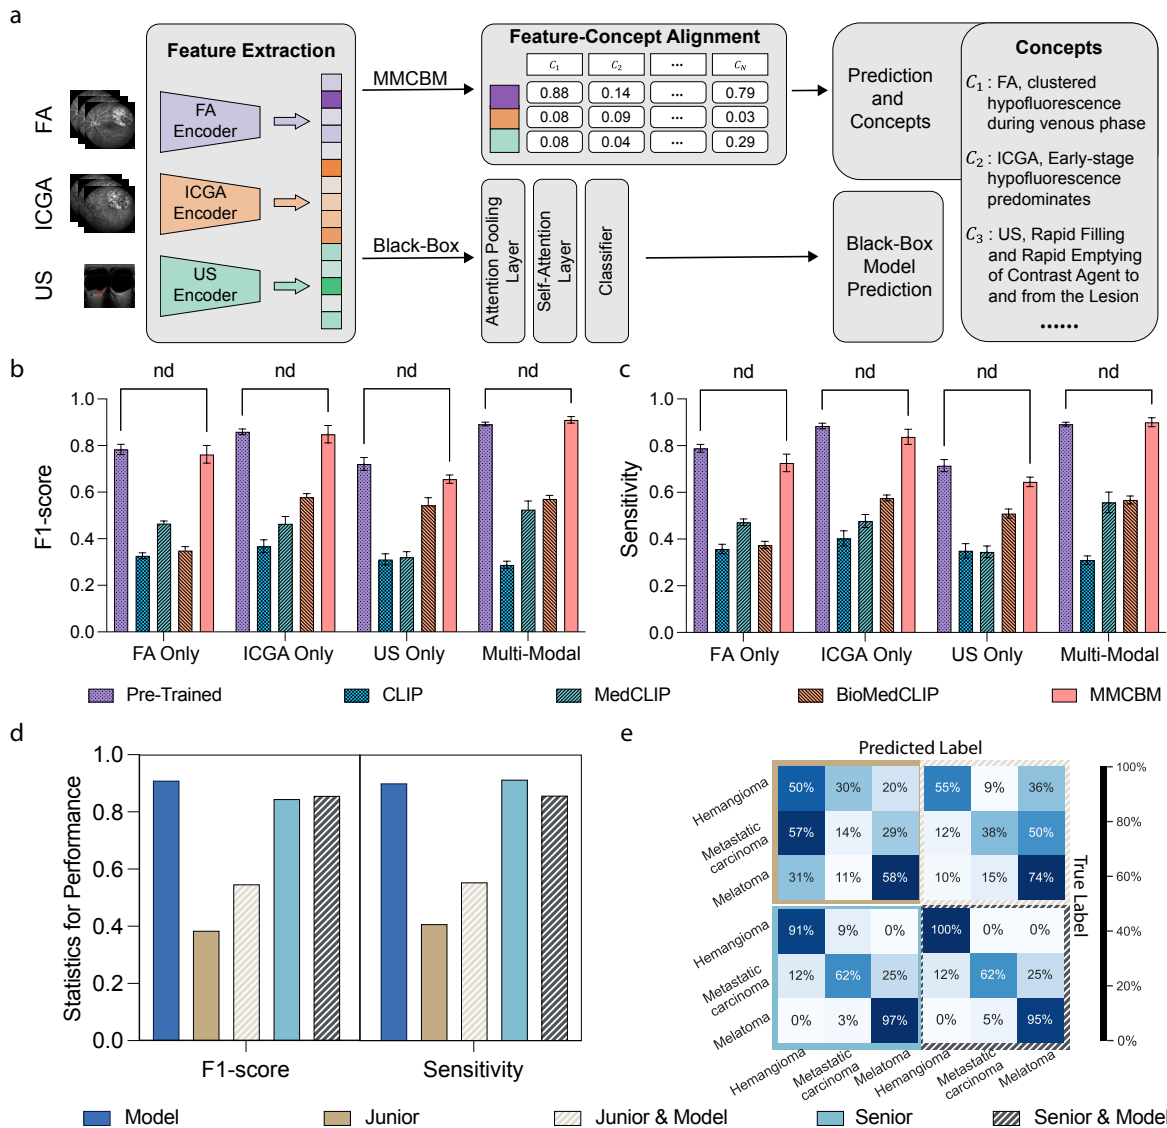 a
Feature Extraction
FA
FA
Encoder
ICGA
ICGA
Encoder
US
US
Encoder
MMCBM
Black-Box
Feature-Concept Alignment
C1 C2 ••• CN
0.88 0.14 ••• 0.79
0.08 0.09 ••• 0.03
0.08 0.04 ••• 0.29
Attention Pooling
Layer
Self-Attention Layer
Classifier
Prediction
and
Concepts
Black-Box
Model
Prediction
Concepts
C1 : FA, clustered
hypofluorescence
during venous phase
C2 : ICGA, Early-stage
hypofluorescence
predominates
C3 : US, Rapid Filling
and Rapid Emptying
of Contrast Agent to
and from the Lesion
••••••
b
nd nd nd nd
F1-score
1.0
0.8
0.6
0.4
0.2
0.0
FA Only ICGA Only US Only Multi-Modal
c
nd nd nd nd
Sensitivity
1.0
0.8
0.6
0.4
0.2
0.0
FA Only ICGA Only US Only Multi-Modal
Pre-Trained CLIP MedCLIP BioMedCLIP MMCBM
d
Statistics for Performance
1.0
0.8
0.6
0.4
0.2
0.0
F1-score Sensitivity
e
Predicted Label
Hemangioma 50% 30% 20% 55% 9% 36%
Metastatic
carcinoma 57% 14% 29% 12% 38% 50%
Melatoma 31% 11% 58% 10% 15% 74%
Hemangioma 91% 9% 0% 100% 0% 0%
Metastatic
carcinoma 12% 62% 25% 12% 62% 25%
Melatoma 0% 3% 97% 0% 5% 95%
Hemangioma
Metastatic
carcinoma
Melatoma
Hemangioma
Metastatic
carcinoma
Melatoma
True Label
100%
80%
60%
40%
20%
0%
Model Junior Junior & Model Senior Senior & Model